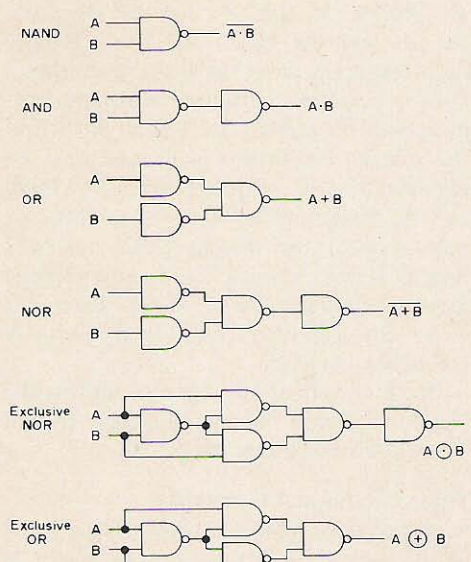 NAND A B A·B
AND A B A·B
OR A B A+B
NOR A B A+B
Exclusive
NOR A B A⊙B
Exclusive
OR A B A⊕B